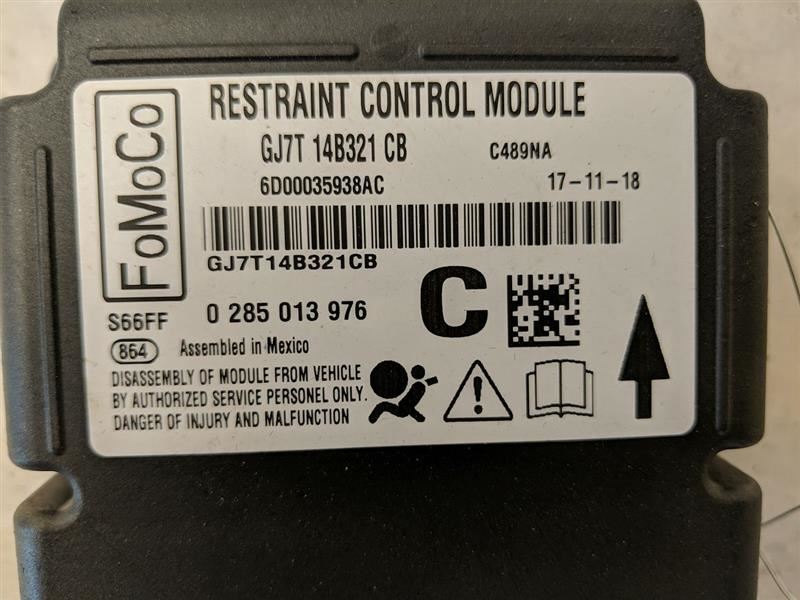 FoMoCo
RESTRAINT CONTROL MODULE
GJ7T 14B321 CB C489NA
6D00035938AC 17-11-18
GJ7T14B321CB
C
S66FF 0 285 013 976
864 Assembled in Mexico
DISASSEMBLY OF MODULE FROM VEHICLE
BY AUTHORIZED SERVICE PERSONEL ONLY.
DANGER OF INJURY AND MALFUNCTION